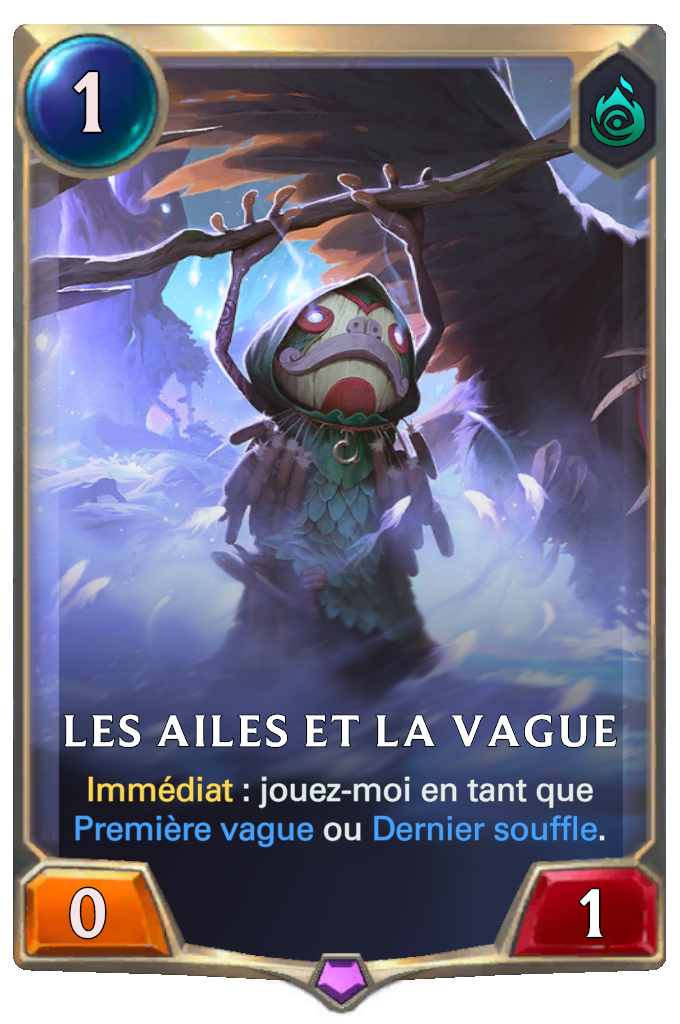 1
LES AILES ET LA VAGUE
Immédiat : jouez-moi en tant que
Première vague ou Dernier souffle.
0
1